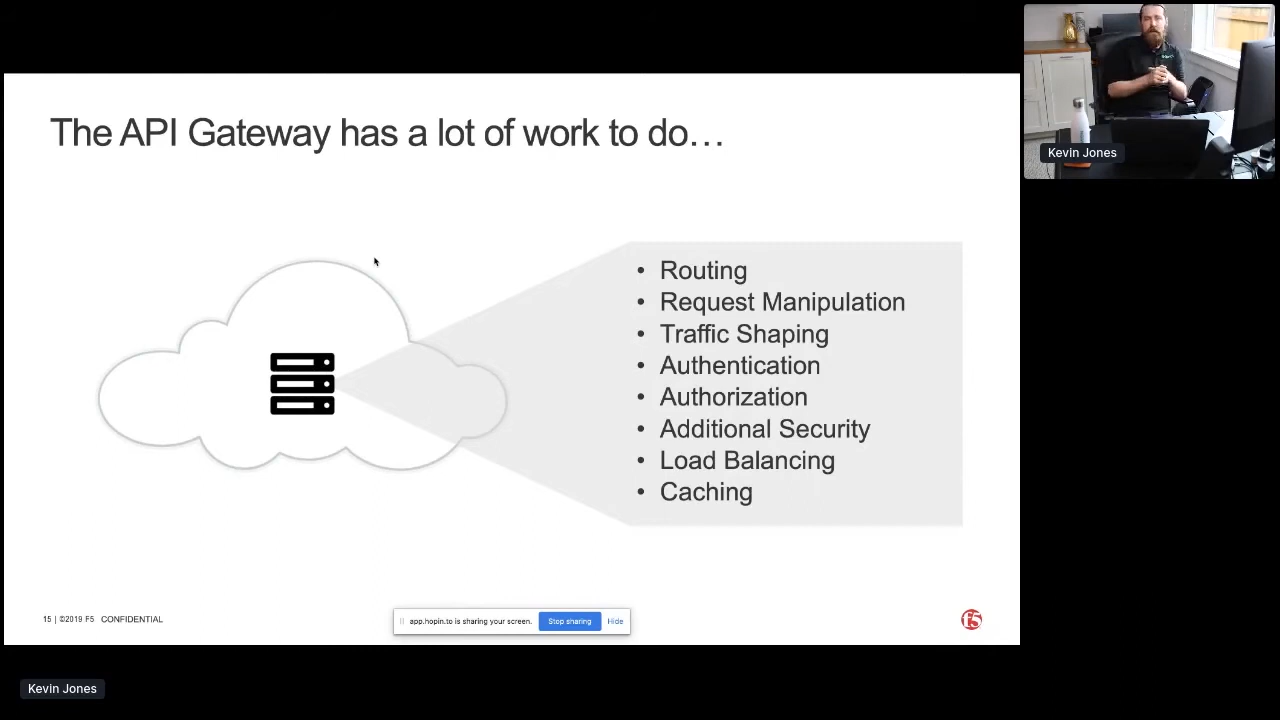 The API Gateway has a lot of work to do…
• Routing
• Request Manipulation
• Traffic Shaping
• Authentication
• Authorization
• Additional Security
• Load Balancing
• Caching
15 | ©2019 F5 CONFIDENTIAL
app.hopin.to is sharing your screen. Stop sharing Hide
f5
Kevin Jones
Kevin Jones